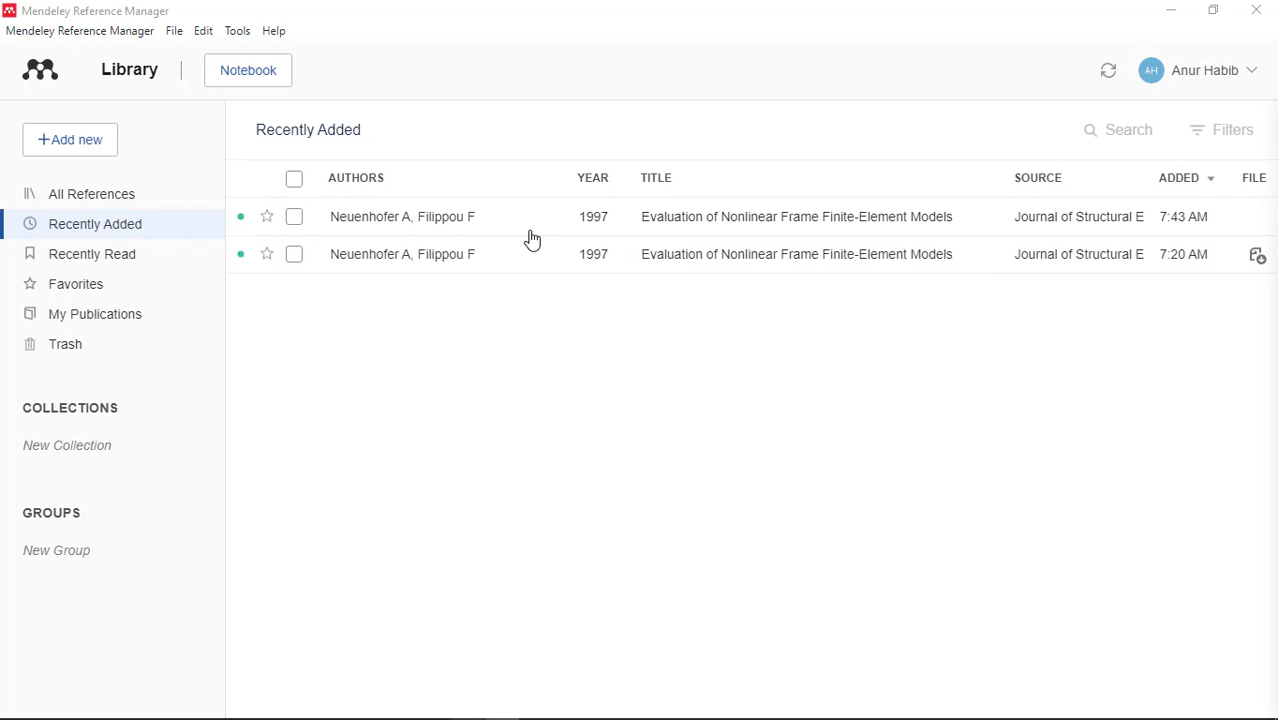 Mendeley Reference Manager
Mendeley Reference Manager File Edit Tools Help
Library Notebook AH Anur Habib
+Add new
All References
Recently Added
Recently Read
Favorites
My Publications
Trash
COLLECTIONS
New Collection
GROUPS
New Group
Recently Added Search Filters
AUTHORS YEAR TITLE SOURCE ADDED FILE
Neuenhofer A, Filippou F 1997 Evaluation of Nonlinear Frame Finite-Element Models Journal of Structural E 7:43 AM
Neuenhofer A, Filippou F 1997 Evaluation of Nonlinear Frame Finite-Element Models Journal of Structural E 7:20 AM